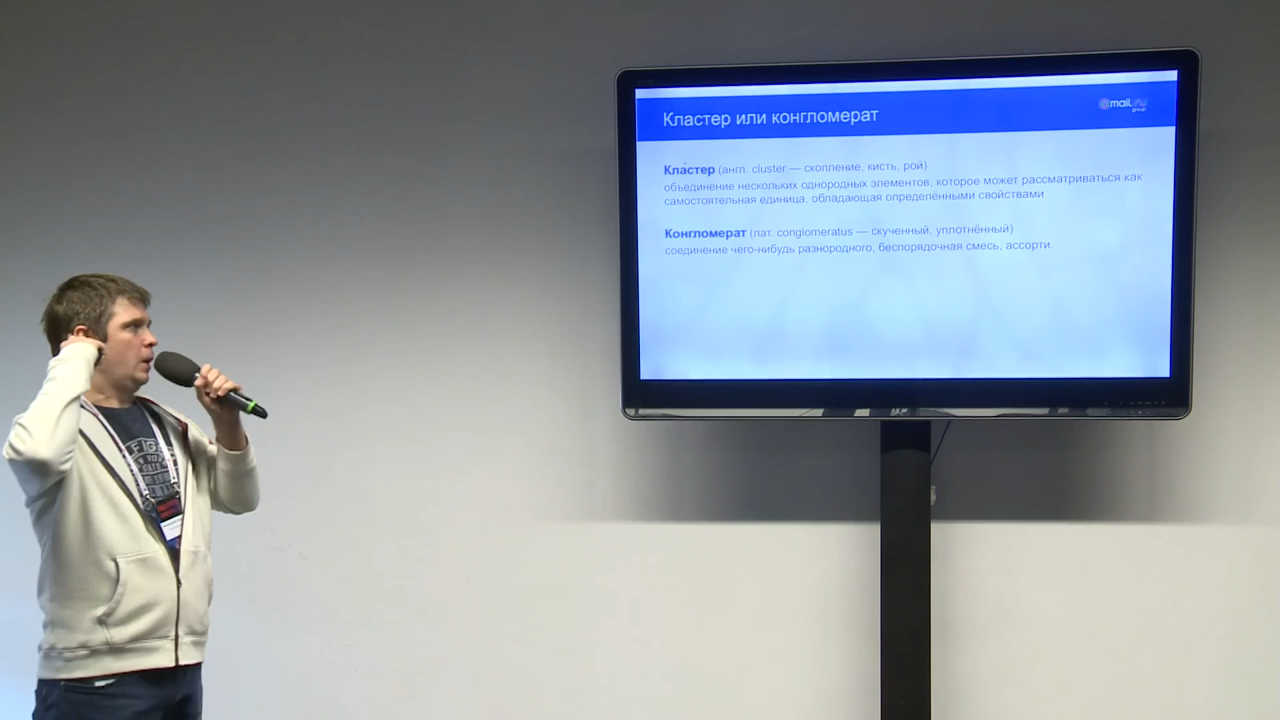 Кластер или конгломерат
@mail.ru
group
Кла́стер (англ. cluster — скопление, кисть, рой)
объединение нескольких однородных элементов, которое может рассматриваться как
самостоятельная единица, обладающая определёнными свойствами
Конгломерат (лат. conglomeratus — скученный, уплотнённый)
соединение чего-нибудь разнородного, беспорядочная смесь, ассорти.